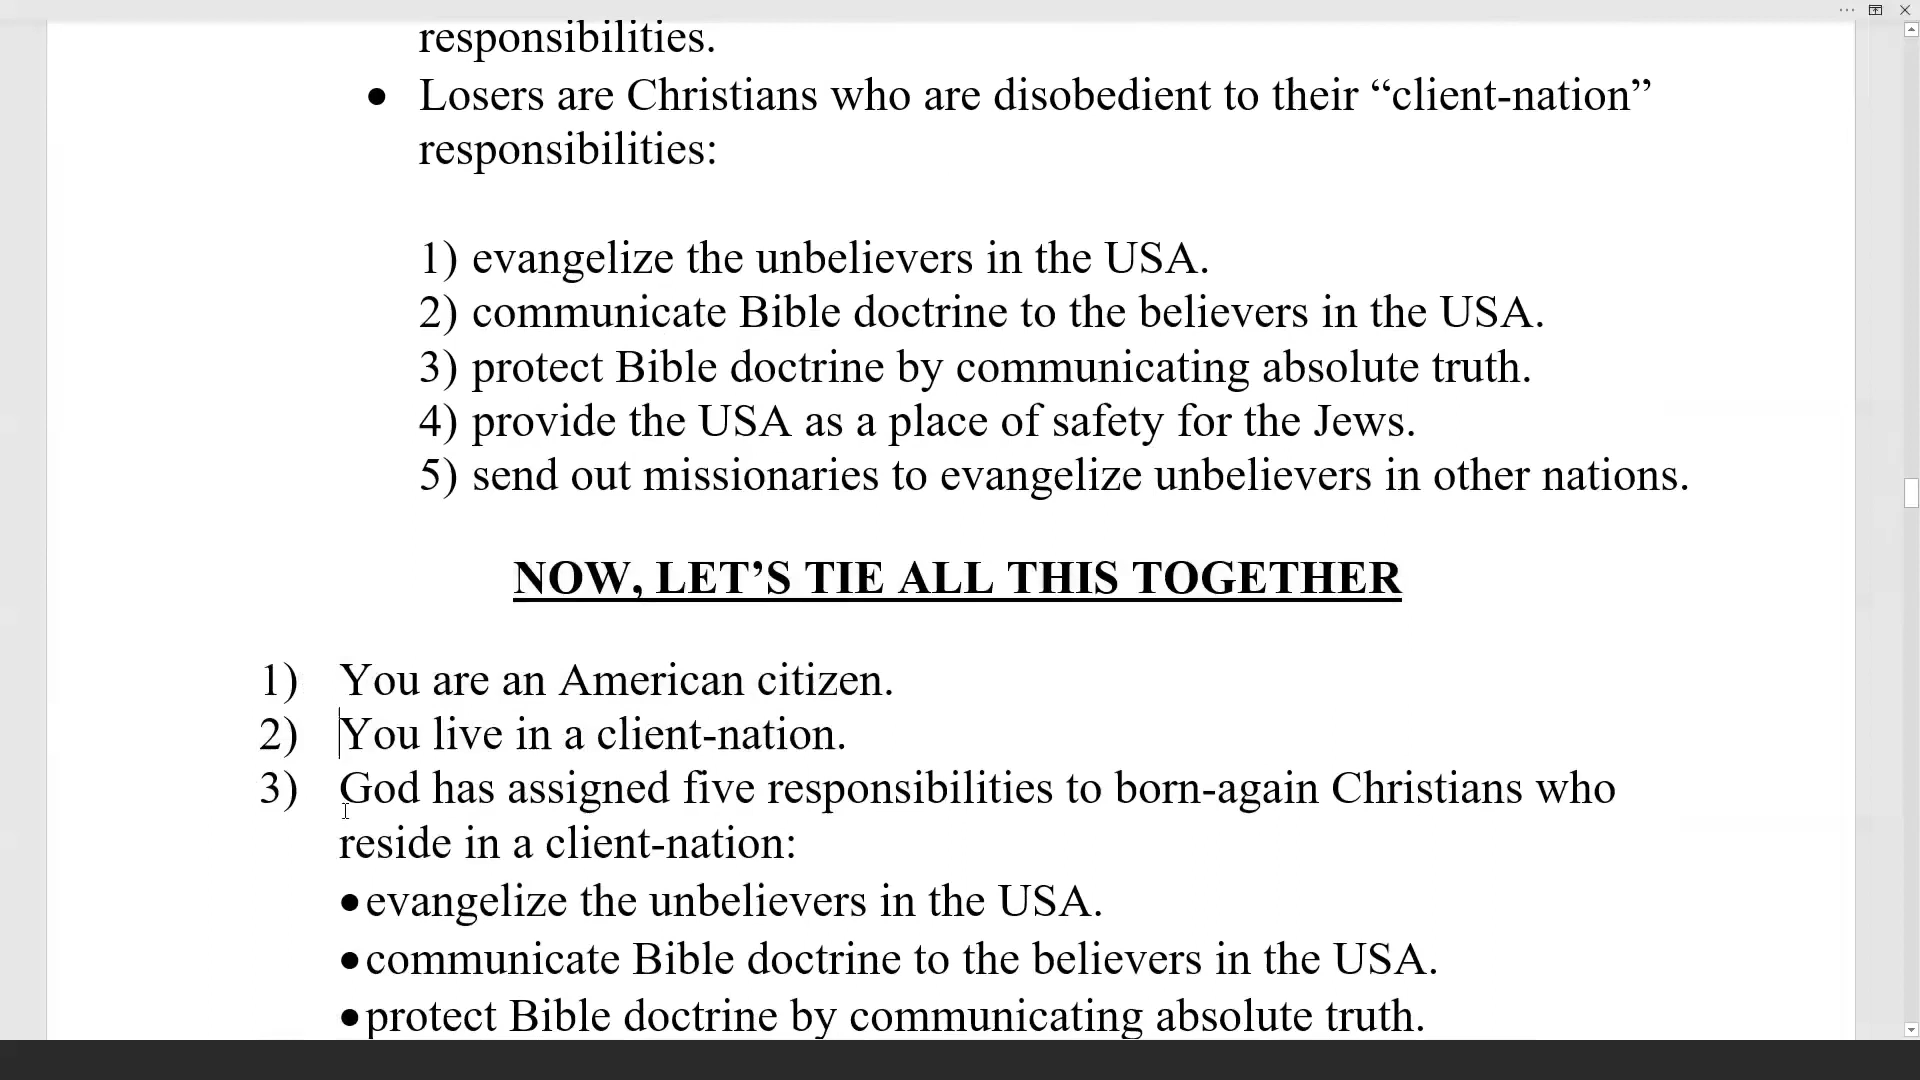 responsibilities.
● Losers are Christians who are disobedient to their “client-nation”
responsibilities:
1) evangelize the unbelievers in the USA.
2) communicate Bible doctrine to the believers in the USA.
3) protect Bible doctrine by communicating absolute truth.
4) provide the USA as a place of safety for the Jews.
5) send out missionaries to evangelize unbelievers in other nations.
NOW, LET’S TIE ALL THIS TOGETHER
1) You are an American citizen.
2) You live in a client-nation.
3) God has assigned five responsibilities to born-again Christians who
reside in a client-nation:
● evangelize the unbelievers in the USA.
● communicate Bible doctrine to the believers in the USA.
● protect Bible doctrine by communicating absolute truth.